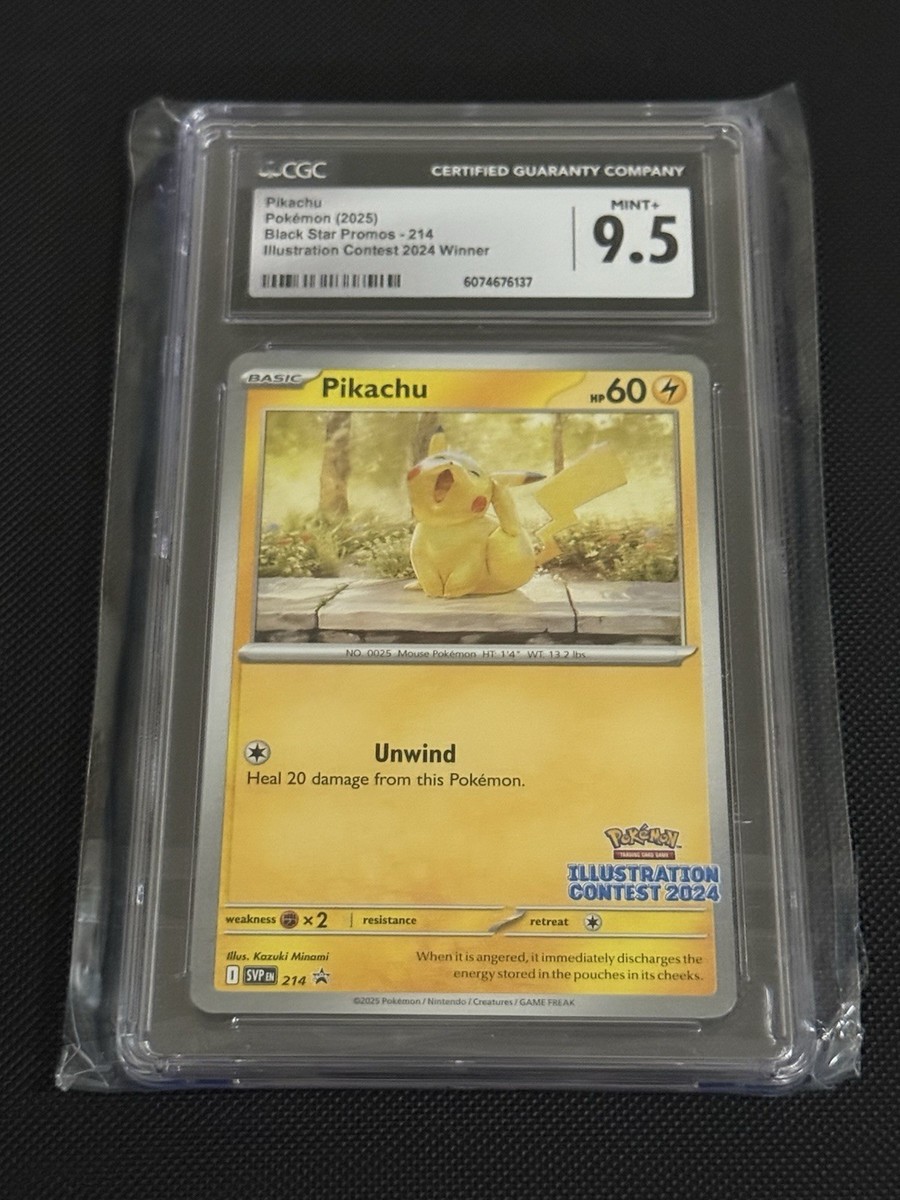 CGC
CERTIFIED GUARANTY COMPANY
Pikachu
Pokémon (2025)
Black Star Promos - 214
Illustration Contest 2024 Winner
MINT+
9.5
6074676137
BASIC
Pikachu
HP60
NO. 0025 Mouse Pokémon HT: 1'4" WT: 13.2 lbs
Unwind
Heal 20 damage from this Pokémon.
POKéMON
TRADING CARD GAME
ILLUSTRATION
CONTEST 2024
weakness ×2 resistance retreat
Illus. Kazuki Minami
When it is angered, it immediately discharges the
energy stored in the pouches in its cheeks.
I SVP EN 214
©2025 Pokémon / Nintendo / Creatures / GAME FREAK